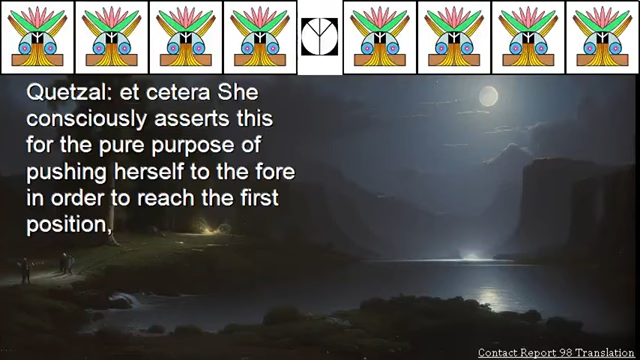 Quetzal: et cetera She
consciously asserts this
for the pure purpose of
pushing herself to the fore
in order to reach the first
position,
Contact Report 98 Translation